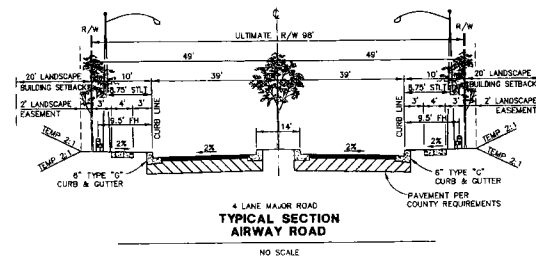 R/W
℄
R/W
ULTIMATE R/W 98'
49'
49'
20' LANDSCAPE
BUILDING SETBACK
10'
39'
39'
10'
20' LANDSCAPE
BUILDING SETBACK
8.75' STLT
8.75' STLT
2' LANDSCAPE
EASEMENT
3'
4'
3'
3'
4'
3'
2' LANDSCAPE
EASEMENT
9.5' FH
9.5' FH
CURB LINE
CURB LINE
TEMP 2:1
TEMP 2:1
2%
2%
14'
2%
2%
TEMP 2:1
TEMP 2:1
6" TYPE "G"
CURB & GUTTER
6" TYPE "G"
CURB & GUTTER
PAVEMENT PER
COUNTY REQUIREMENTS
4 LANE MAJOR ROAD
TYPICAL SECTION
AIRWAY ROAD
NO SCALE